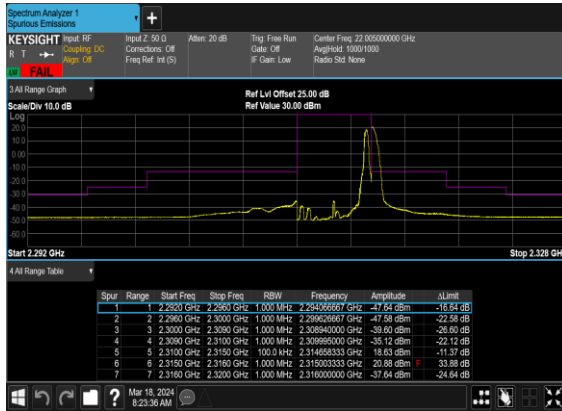 Spectrum Analyzer 1
Spurious Emissions
KEYSIGHT Input: RF Input Z: 50 Ω Atten: 20 dB Trig: Free Run Center Freq: 22.005000000 GHz
R T Coupling: DC Corrections: Off Gate: Off Avg|Hold: 1000/1000
Align: Off Freq Ref: Int (S) IF Gain: Low Radio Std: None
FAIL
3 All Range Graph
Ref Lvl Offset 25.00 dB
Scale/Div 10.0 dB Ref Value 30.00 dBm
Log
20.0
10.0
0.00
-10.0
-20.0
-30.0
-40.0
-50.0
-60.0
Start 2.292 GHz Stop 2.328 GH
4 All Range Table
Spur Range Start Freq Stop Freq RBW Frequency Amplitude ΔLimit
1 1 2.2920 GHz 2.2960 GHz 1.000 MHz 2.294066667 GHz -47.64 dBm -16.64 dB
2 2 2.2960 GHz 2.3000 GHz 1.000 MHz 2.299626667 GHz -47.58 dBm -22.58 dB
3 3 2.3000 GHz 2.3090 GHz 1.000 MHz 2.308940000 GHz -39.60 dBm -26.60 dB
4 4 2.3090 GHz 2.3100 GHz 1.000 MHz 2.309995000 GHz -35.12 dBm -22.12 dB
5 5 2.3100 GHz 2.3150 GHz 100.0 kHz 2.314658333 GHz 18.63 dBm -11.37 dB
6 6 2.3150 GHz 2.3160 GHz 1.000 MHz 2.315003333 GHz 20.88 dBm F 33.88 dB
7 7 2.3160 GHz 2.3200 GHz 1.000 MHz 2.316000000 GHz -37.64 dBm -24.64 dB
? Mar 18, 2024
8:23:36 AM